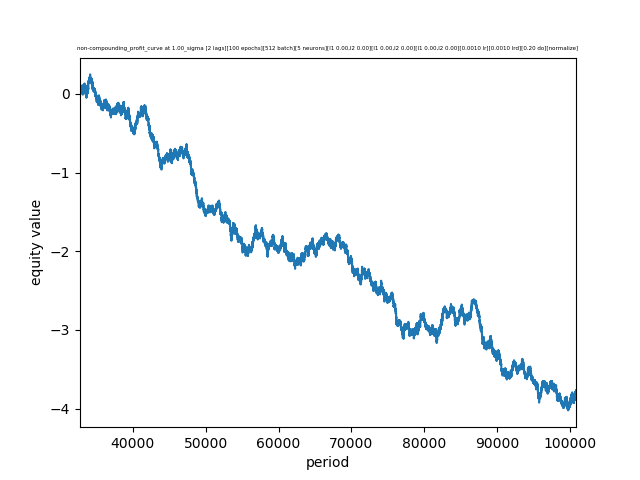 non-compounding_profit_curve at 1.00_sigma [2 lags][100 epochs][512 batch][5 neurons][l1 0.00,l2 0.00][l1 0.00,l2 0.00][l1 0.00,l2 0.00][0.0010 lr][0.0010 lrd][0.20 do][normalize]
0
−1
−2
−3
−4
equity value
40000 50000 60000 70000 80000 90000 100000
period